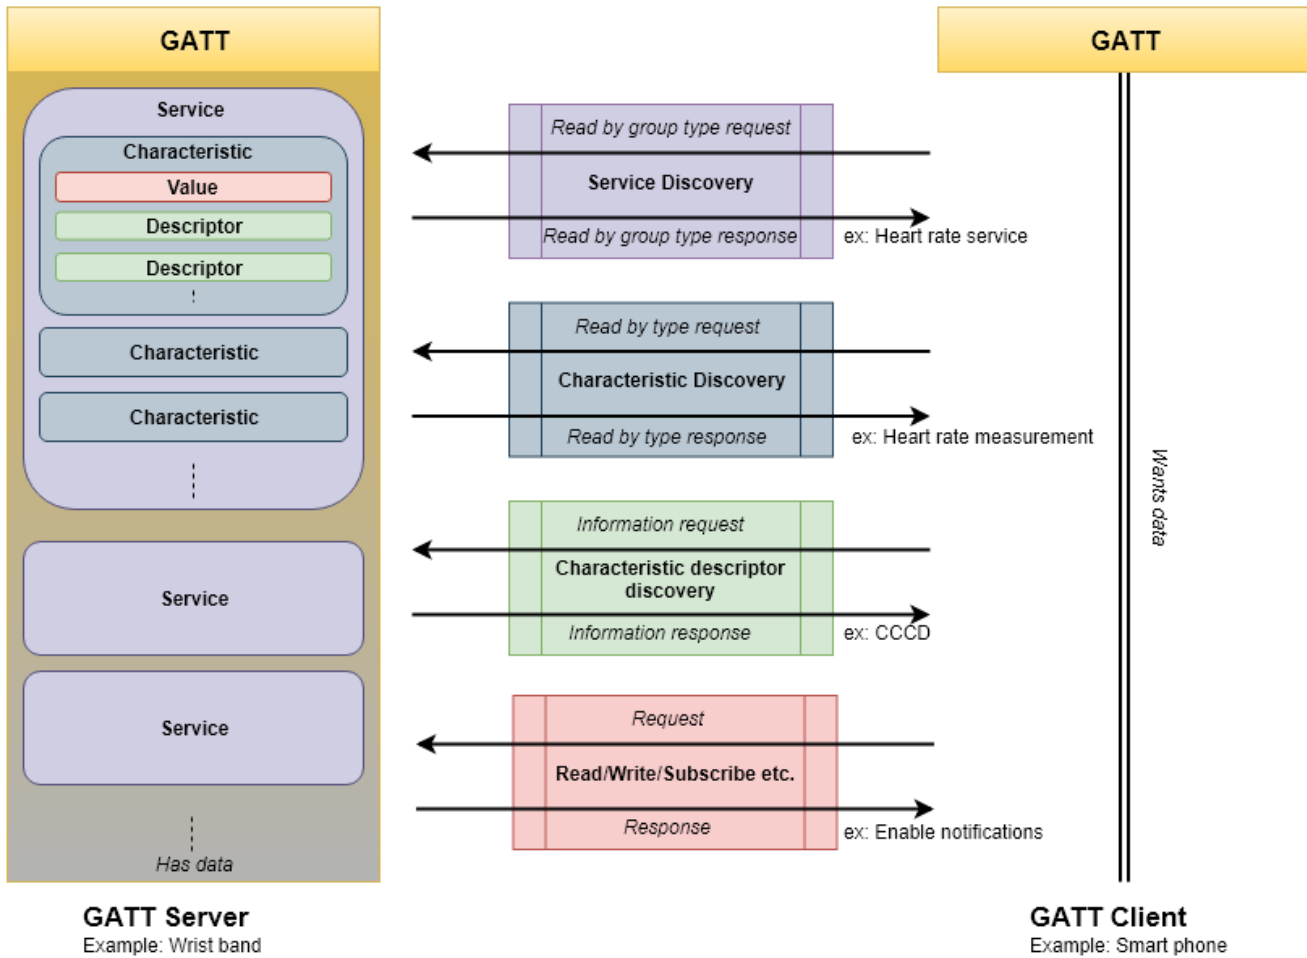 GATT
GATT
Service
Characteristic
Value
Descriptor
Descriptor
Characteristic
Characteristic
Service
Service
Has data
GATT Server
Example: Wrist band
Read by group type request
Service Discovery
Read by group type response
ex: Heart rate service
Read by type request
Characteristic Discovery
Read by type response
ex: Heart rate measurement
Information request
Characteristic descriptor
discovery
Information response
ex: CCCD
Request
Read/Write/Subscribe etc.
Response
ex: Enable notifications
Wants data
GATT Client
Example: Smart phone